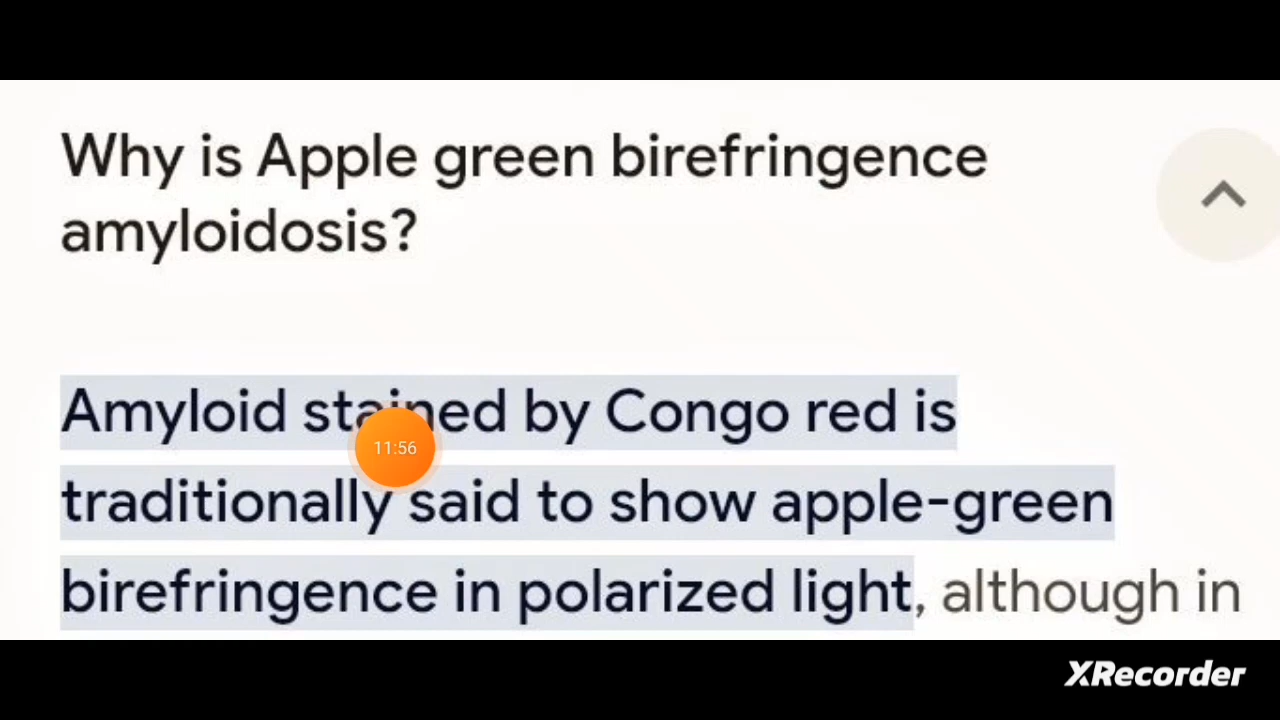 Why is Apple green birefringence
amyloidosis?
Amyloid stained by Congo red is
11:56
traditionally said to show apple-green
birefringence in polarized light, although in
XRecorder